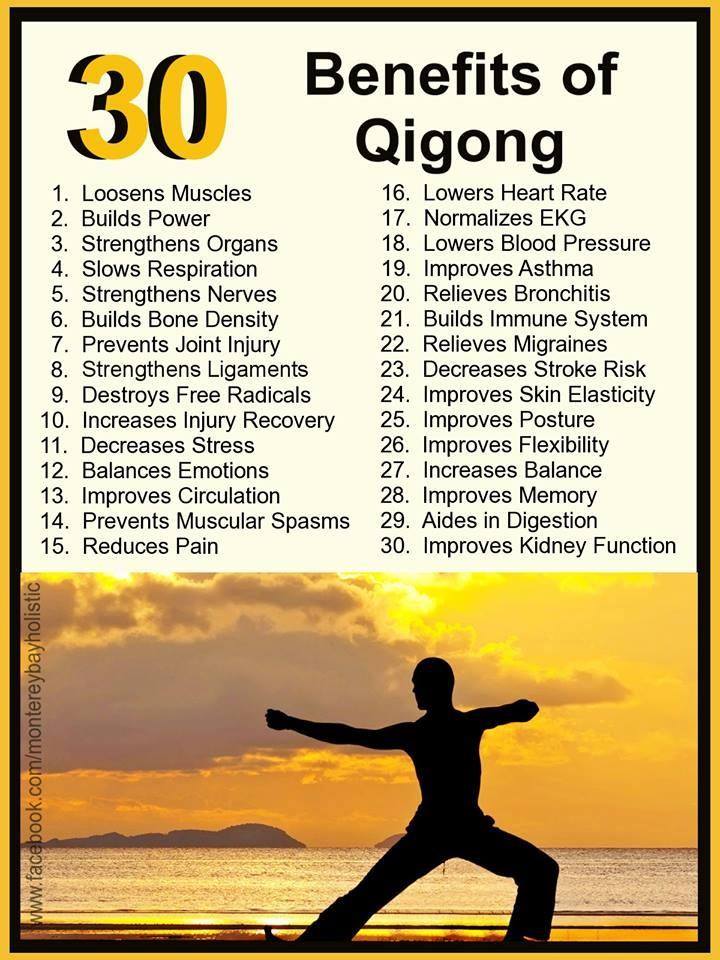 30
Benefits of
Qigong
1. Loosens Muscles
2. Builds Power
3. Strengthens Organs
4. Slows Respiration
5. Strengthens Nerves
6. Builds Bone Density
7. Prevents Joint Injury
8. Strengthens Ligaments
9. Destroys Free Radicals
10. Increases Injury Recovery
11. Decreases Stress
12. Balances Emotions
13. Improves Circulation
14. Prevents Muscular Spasms
15. Reduces Pain
16. Lowers Heart Rate
17. Normalizes EKG
18. Lowers Blood Pressure
19. Improves Asthma
20. Relieves Bronchitis
21. Builds Immune System
22. Relieves Migraines
23. Decreases Stroke Risk
24. Improves Skin Elasticity
25. Improves Posture
26. Improves Flexibility
27. Increases Balance
28. Improves Memory
29. Aides in Digestion
30. Improves Kidney Function
www.facebook.com/montereybayholistic